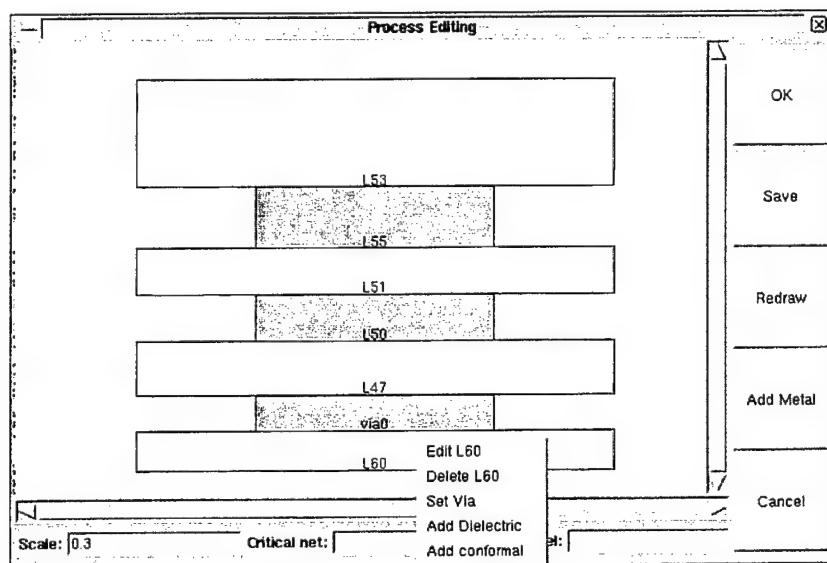 Process Editing
OK
L53
Save
L55
L51
Redraw
L50
L47
Add Metal
via0
Edit L60
L60
Delete L60
Set Via
Cancel
Add Dielectric
Scale: 0.3 Critical net: el:
Add conformal